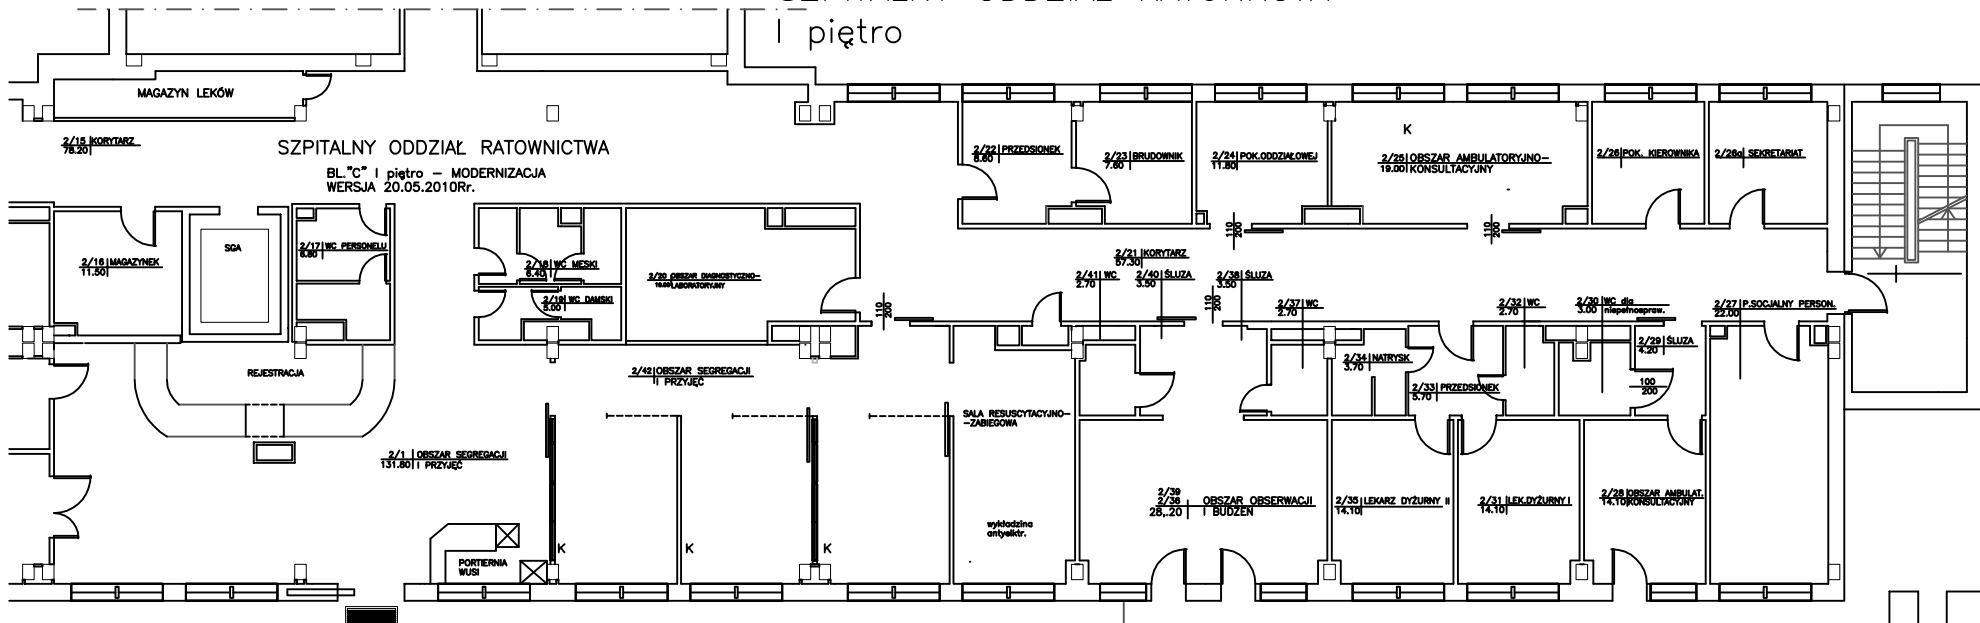 I piętro
MAGAZYN LEKÓW
2/15 KORYTARZ
78.20
SZPITALNY ODDZIAŁ RATOWNICTWA
BL."C" I piętro – MODERNIZACJA
WERSJA 20.05.2010Rr.
2/22 PRZEDSIONEK
8.60
2/23 BRUDOWNIK
7.60
2/24 POK.ODDZIAŁOWEJ
11.80
K
2/25 OBSZAR AMBULATORYJNO-
19.00 KONSULTACYJNY
2/26 POK. KIEROWNIKA
2/26a SEKRETARIAT
2/16 MAGAZYNEK
11.50
SGA
2/17 WC PERSONELU
6.80
2/18 WC MESKI
6.40
2/19 WC DAMSKI
5.00
2/20 OBSZAR DIAGNOSTYCZNO-
LABORATORYJNY
110
200
2/21 KORYTARZ
57.30
110
200
110
200
2/41 WC
2.70
2/40 ŚLUZA
3.50
2/38 ŚLUZA
3.50
110
200
2/37 WC
2.70
2/32 WC
2.70
2/30 WC dla
3.00 niepełnospraw.
2/27 P.SOCJALNY PERSON.
22.00
REJESTRACJA
2/42 OBSZAR SEGREGACJI
I PRZYJĘĆ
2/34 NATRYSK
3.70
2/29 ŚLUZA
4.20
2/33 PRZEDSIONEK
5.70
100
200
SALA RESUSCYTACYJNO-
-ZABIEGOWA
2/1 OBSZAR SEGREGACJI
131.80 I PRZYJĘĆ
2/39
2/36 OBSZAR OBSERWACJI
28,.20 I BUDZEN
2/35 LEKARZ DYŻURNY II
14.10
2/31 LEK.DYŻURNY I
14.10
2/28 OBSZAR AMBULAT.
14.10 KONSULTACYJNY
wykładzina
antyelktr.
K
K
K
PORTIERNIA
WUSI